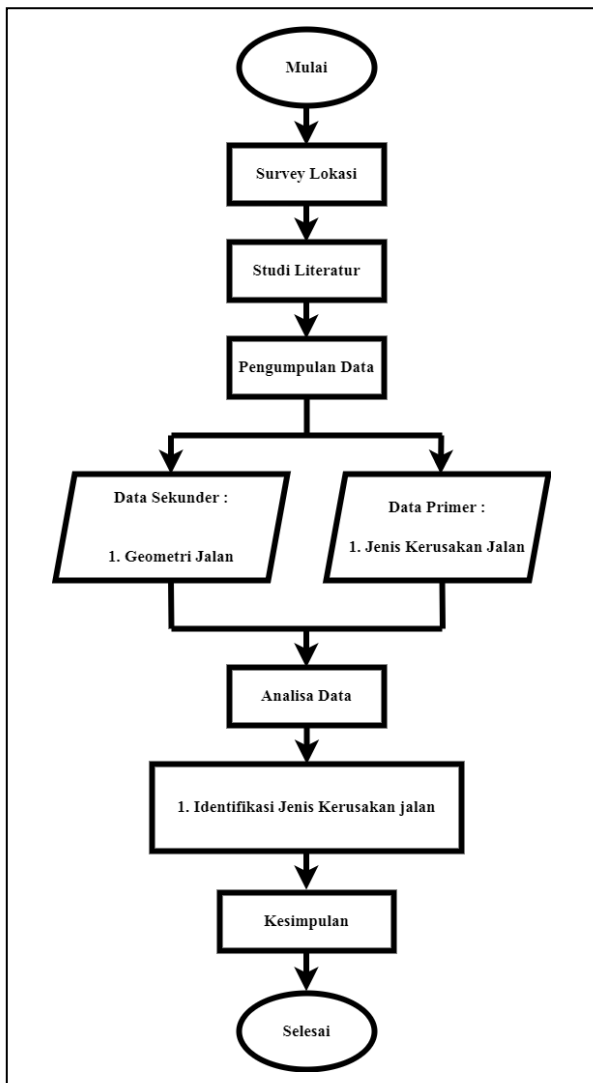 Mulai
Survey Lokasi
Studi Literatur
Pengumpulan Data
Data Sekunder :
1. Geometri Jalan
Data Primer :
1. Jenis Kerusakan Jalan
Analisa Data
1. Identifikasi Jenis Kerusakan jalan
Kesimpulan
Selesai